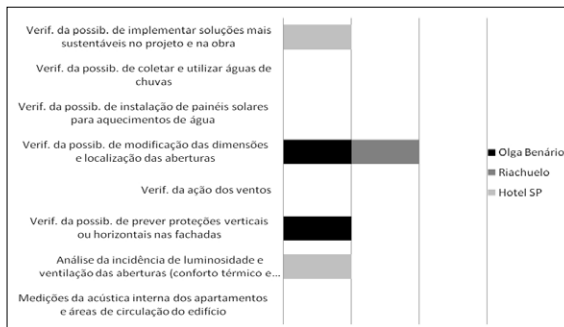 Verif. da possib. de implementar soluções mais
sustentáveis no projeto e na obra
Verif. da possib. de coletar e utilizar águas de
chuvas
Verif. da possib. de instalação de painéis solares
para aquecimentos de água
Verif. da possib. de modificação das dimensões
e localização das aberturas
Verif. da ação dos ventos
Verif. da possib. de prever proteções verticais
ou horizontais nas fachadas
Análise da incidência de luminosidade e
ventilação das aberturas (conforto térmico e...
Medições da acústica interna dos apartamentos
e áreas de circulação do edifício
Olga Benário
Riachuelo
Hotel SP